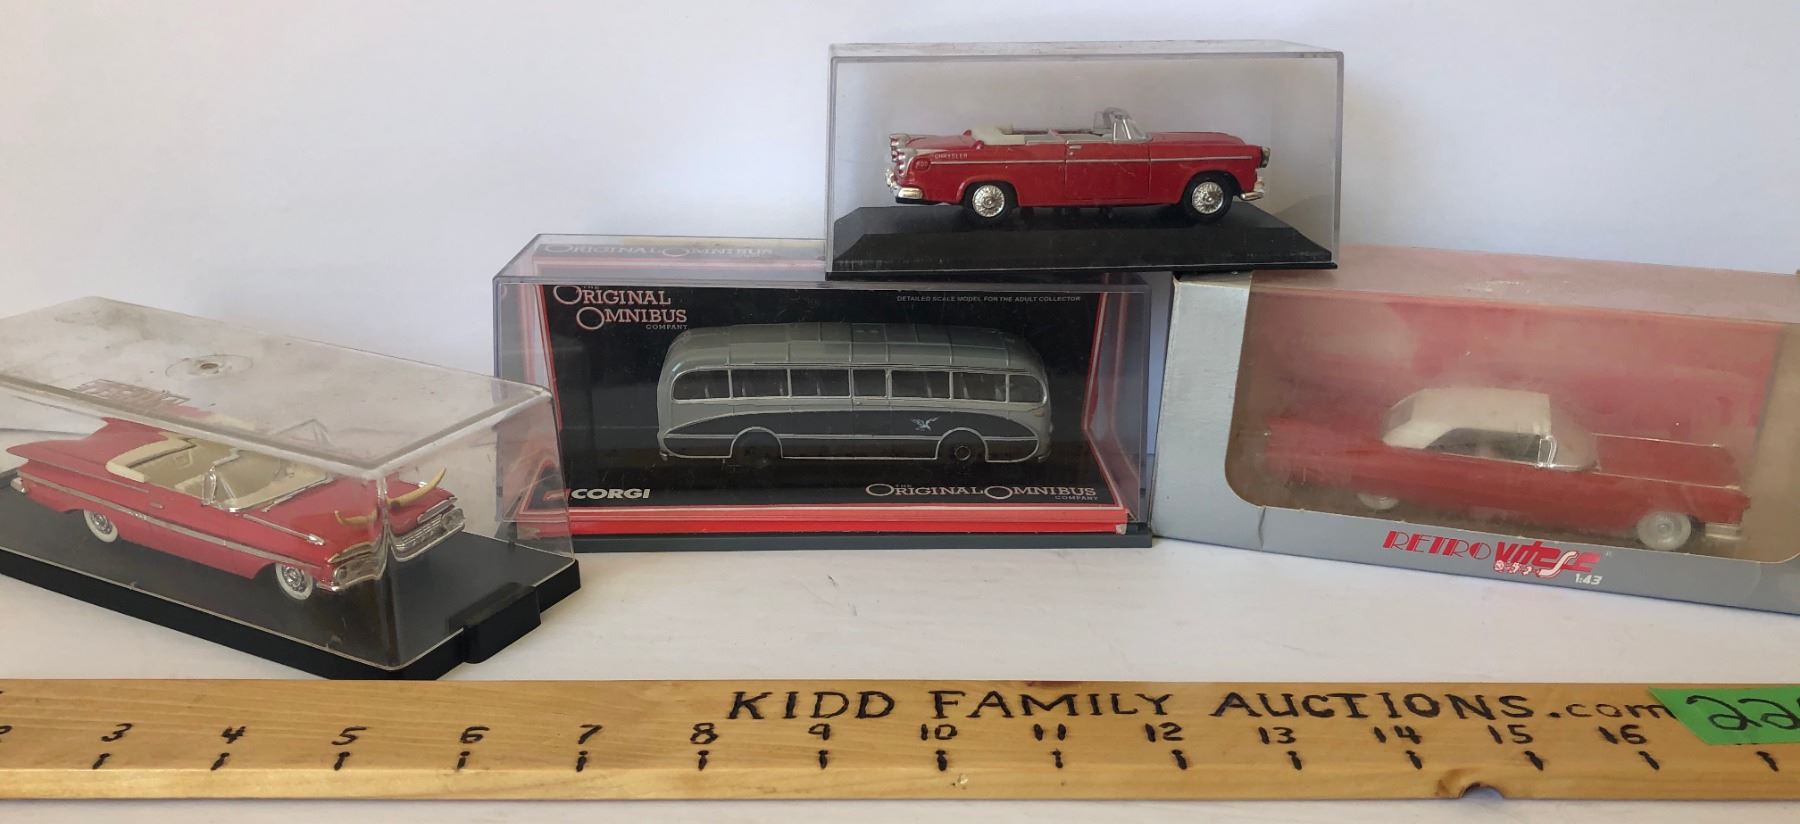 ORIGINAL OMNIBUS
CHRYSLER
THE
ORIGINAL
OMNIBUS
COMPANY
DETAILED SCALE MODEL FOR THE ADULT COLLECTOR
CORGI
THE
ORIGINAL OMNIBUS
COMPANY
RETRO Vitesse
1:43
KIDD FAMILY AUCTIONS.com
3 4 5 6 7 8 9 10 11 12 13 14 15 16